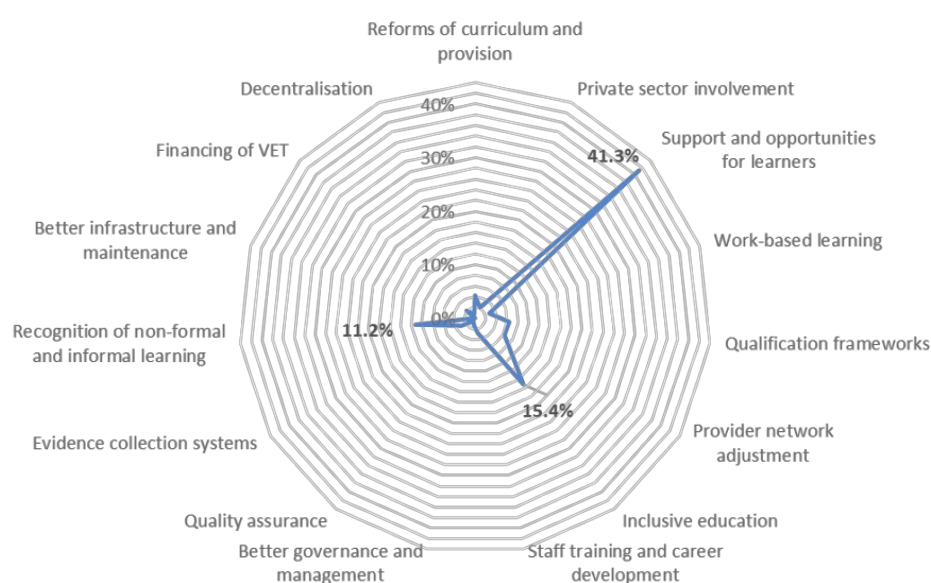 Reforms of curriculum and
provision
Decentralisation
Private sector involvement
40%
Financing of VET
41.3%
Support and opportunities
for learners
30%
20%
Better infrastructure and
maintenance
Work-based learning
10%
0%
Recognition of non-formal
and informal learning
11.2%
Qualification frameworks
15.4%
Provider network
adjustment
Evidence collection systems
Quality assurance
Inclusive education
Better governance and
management
Staff training and career
development